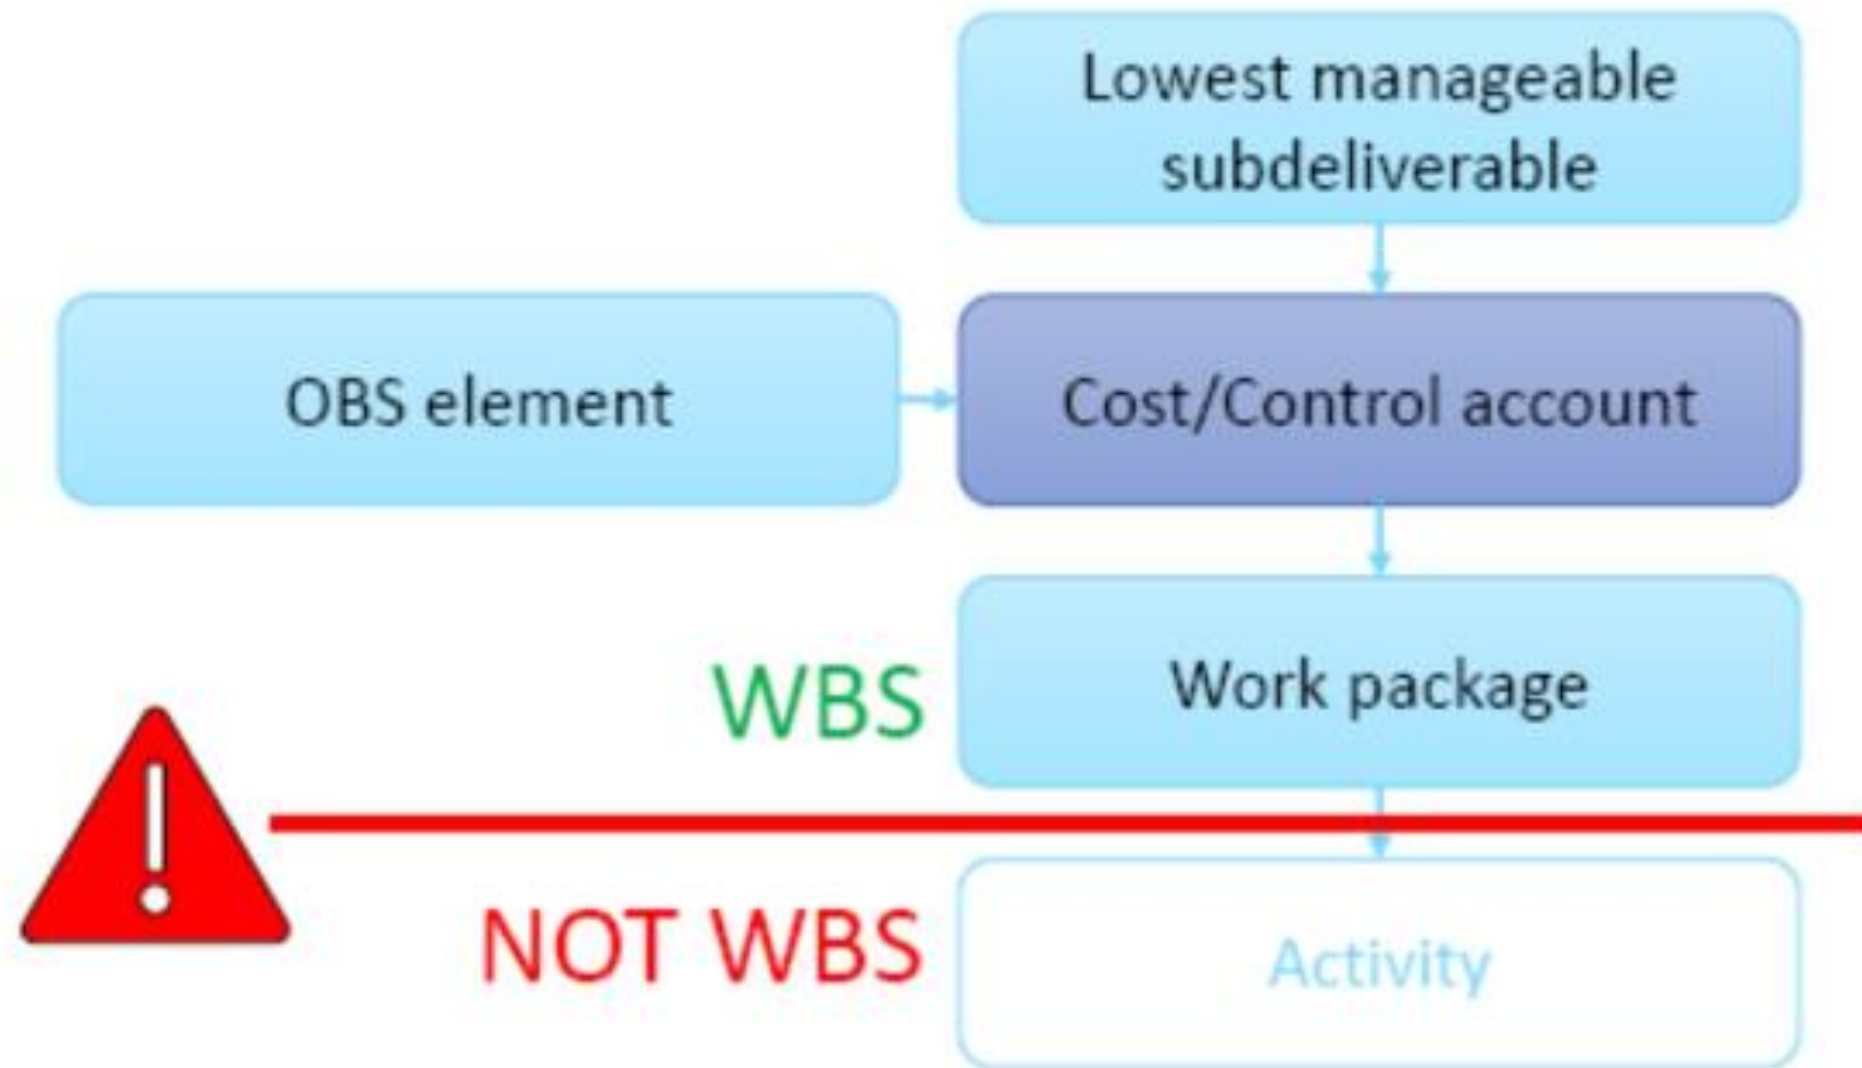 Lowest manageable
subdeliverable
OBS element
Cost/Control account
WBS
Work package
NOT WBS
Activity